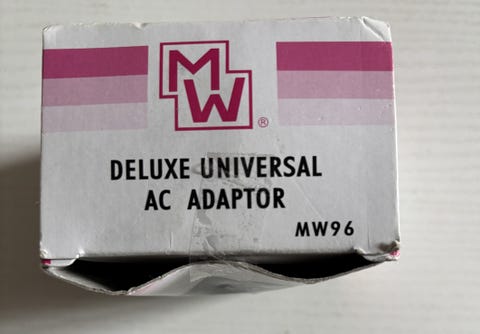 MW
®
DELUXE UNIVERSAL
AC ADAPTOR
MW96